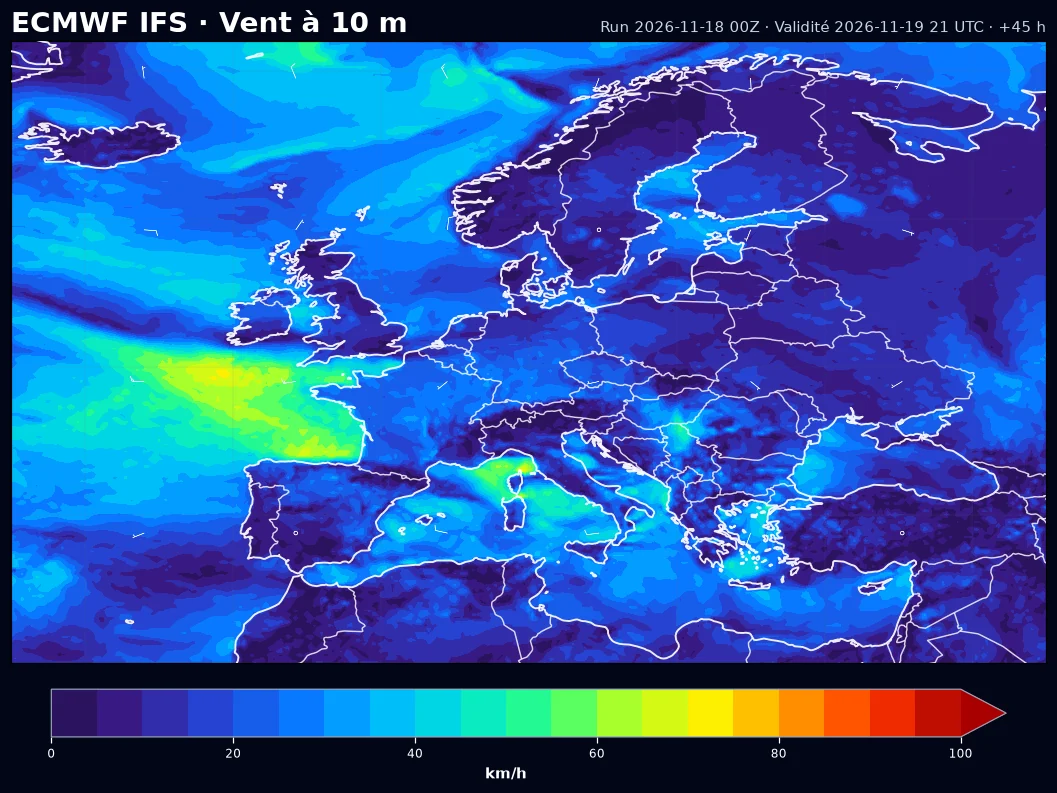 ECMWF IFS · Vent à 10 m
Run 2026-11-18 00Z · Validité 2026-11-19 21 UTC · +45 h
0 20 40 60 80 100
km/h